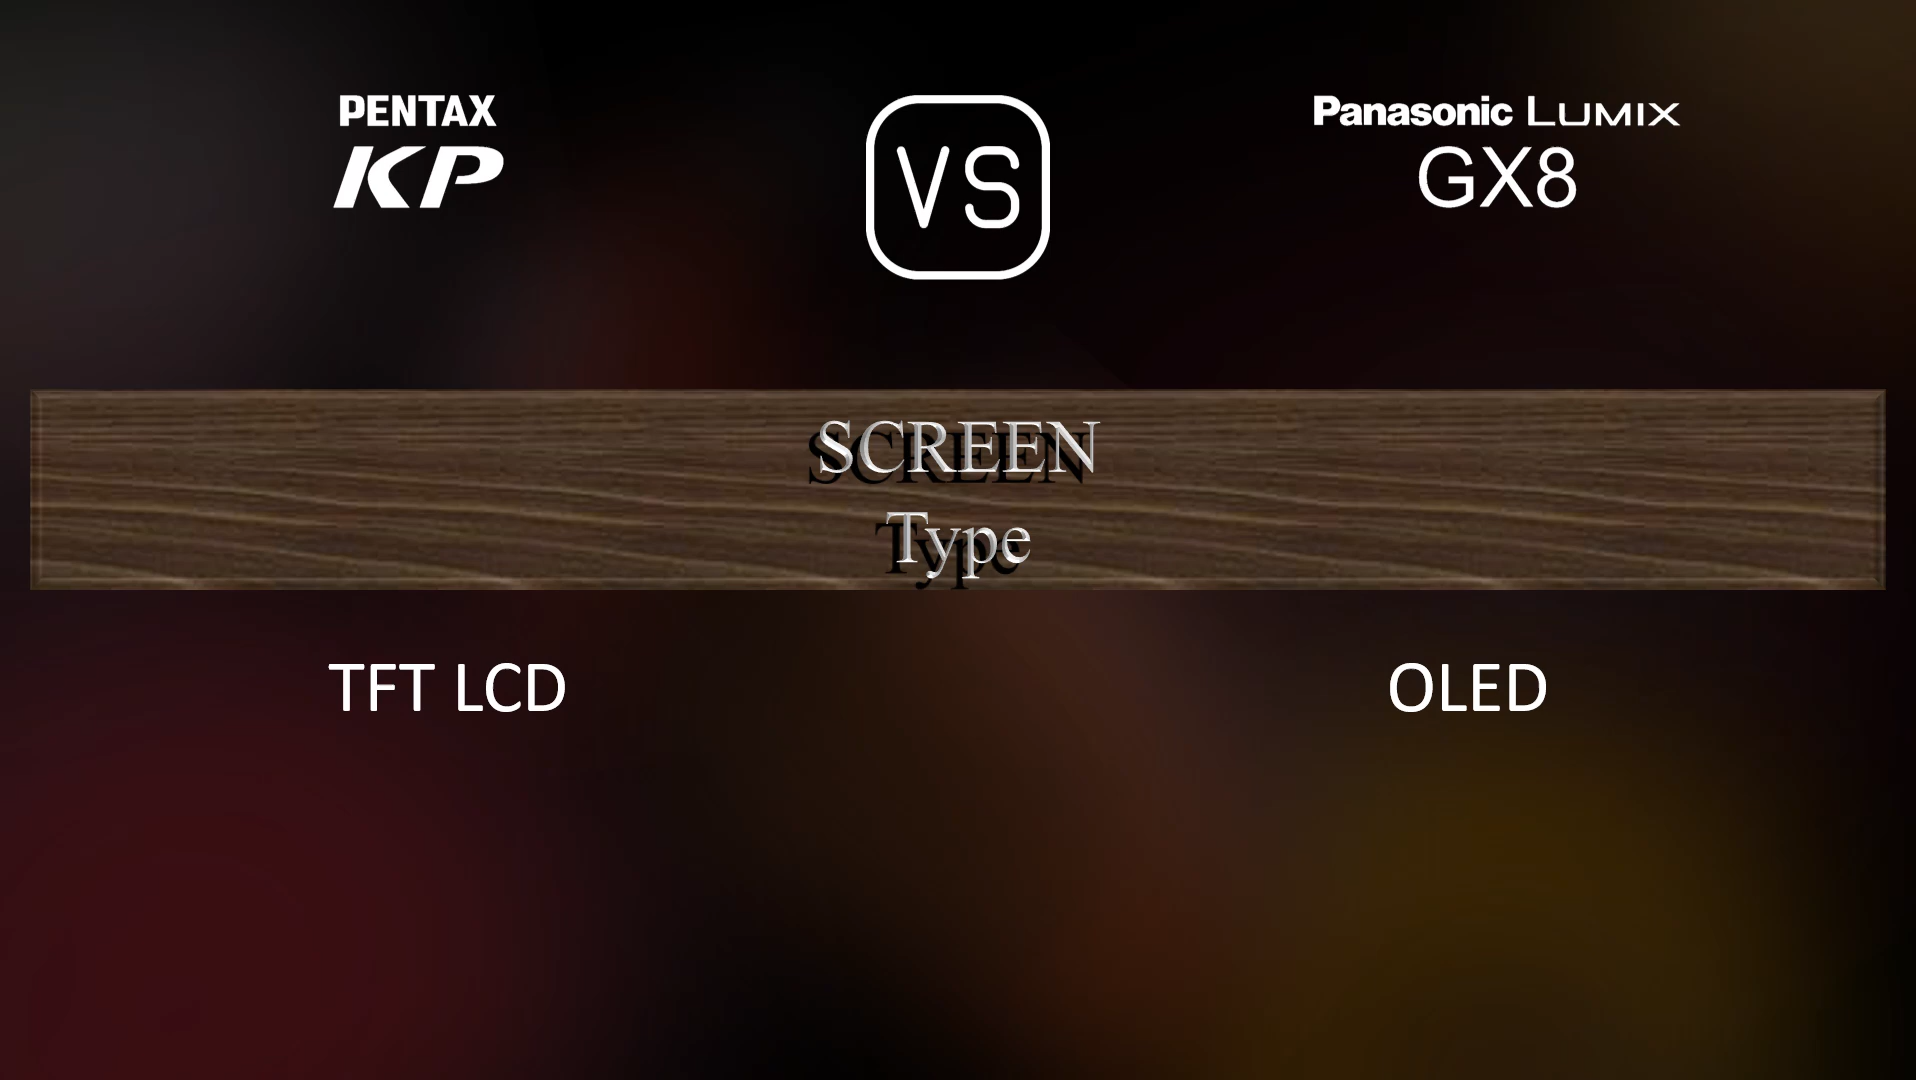 PENTAX
KP
VS
Panasonic LUMIX
GX8
SCREEN
Type
TFT LCD
OLED